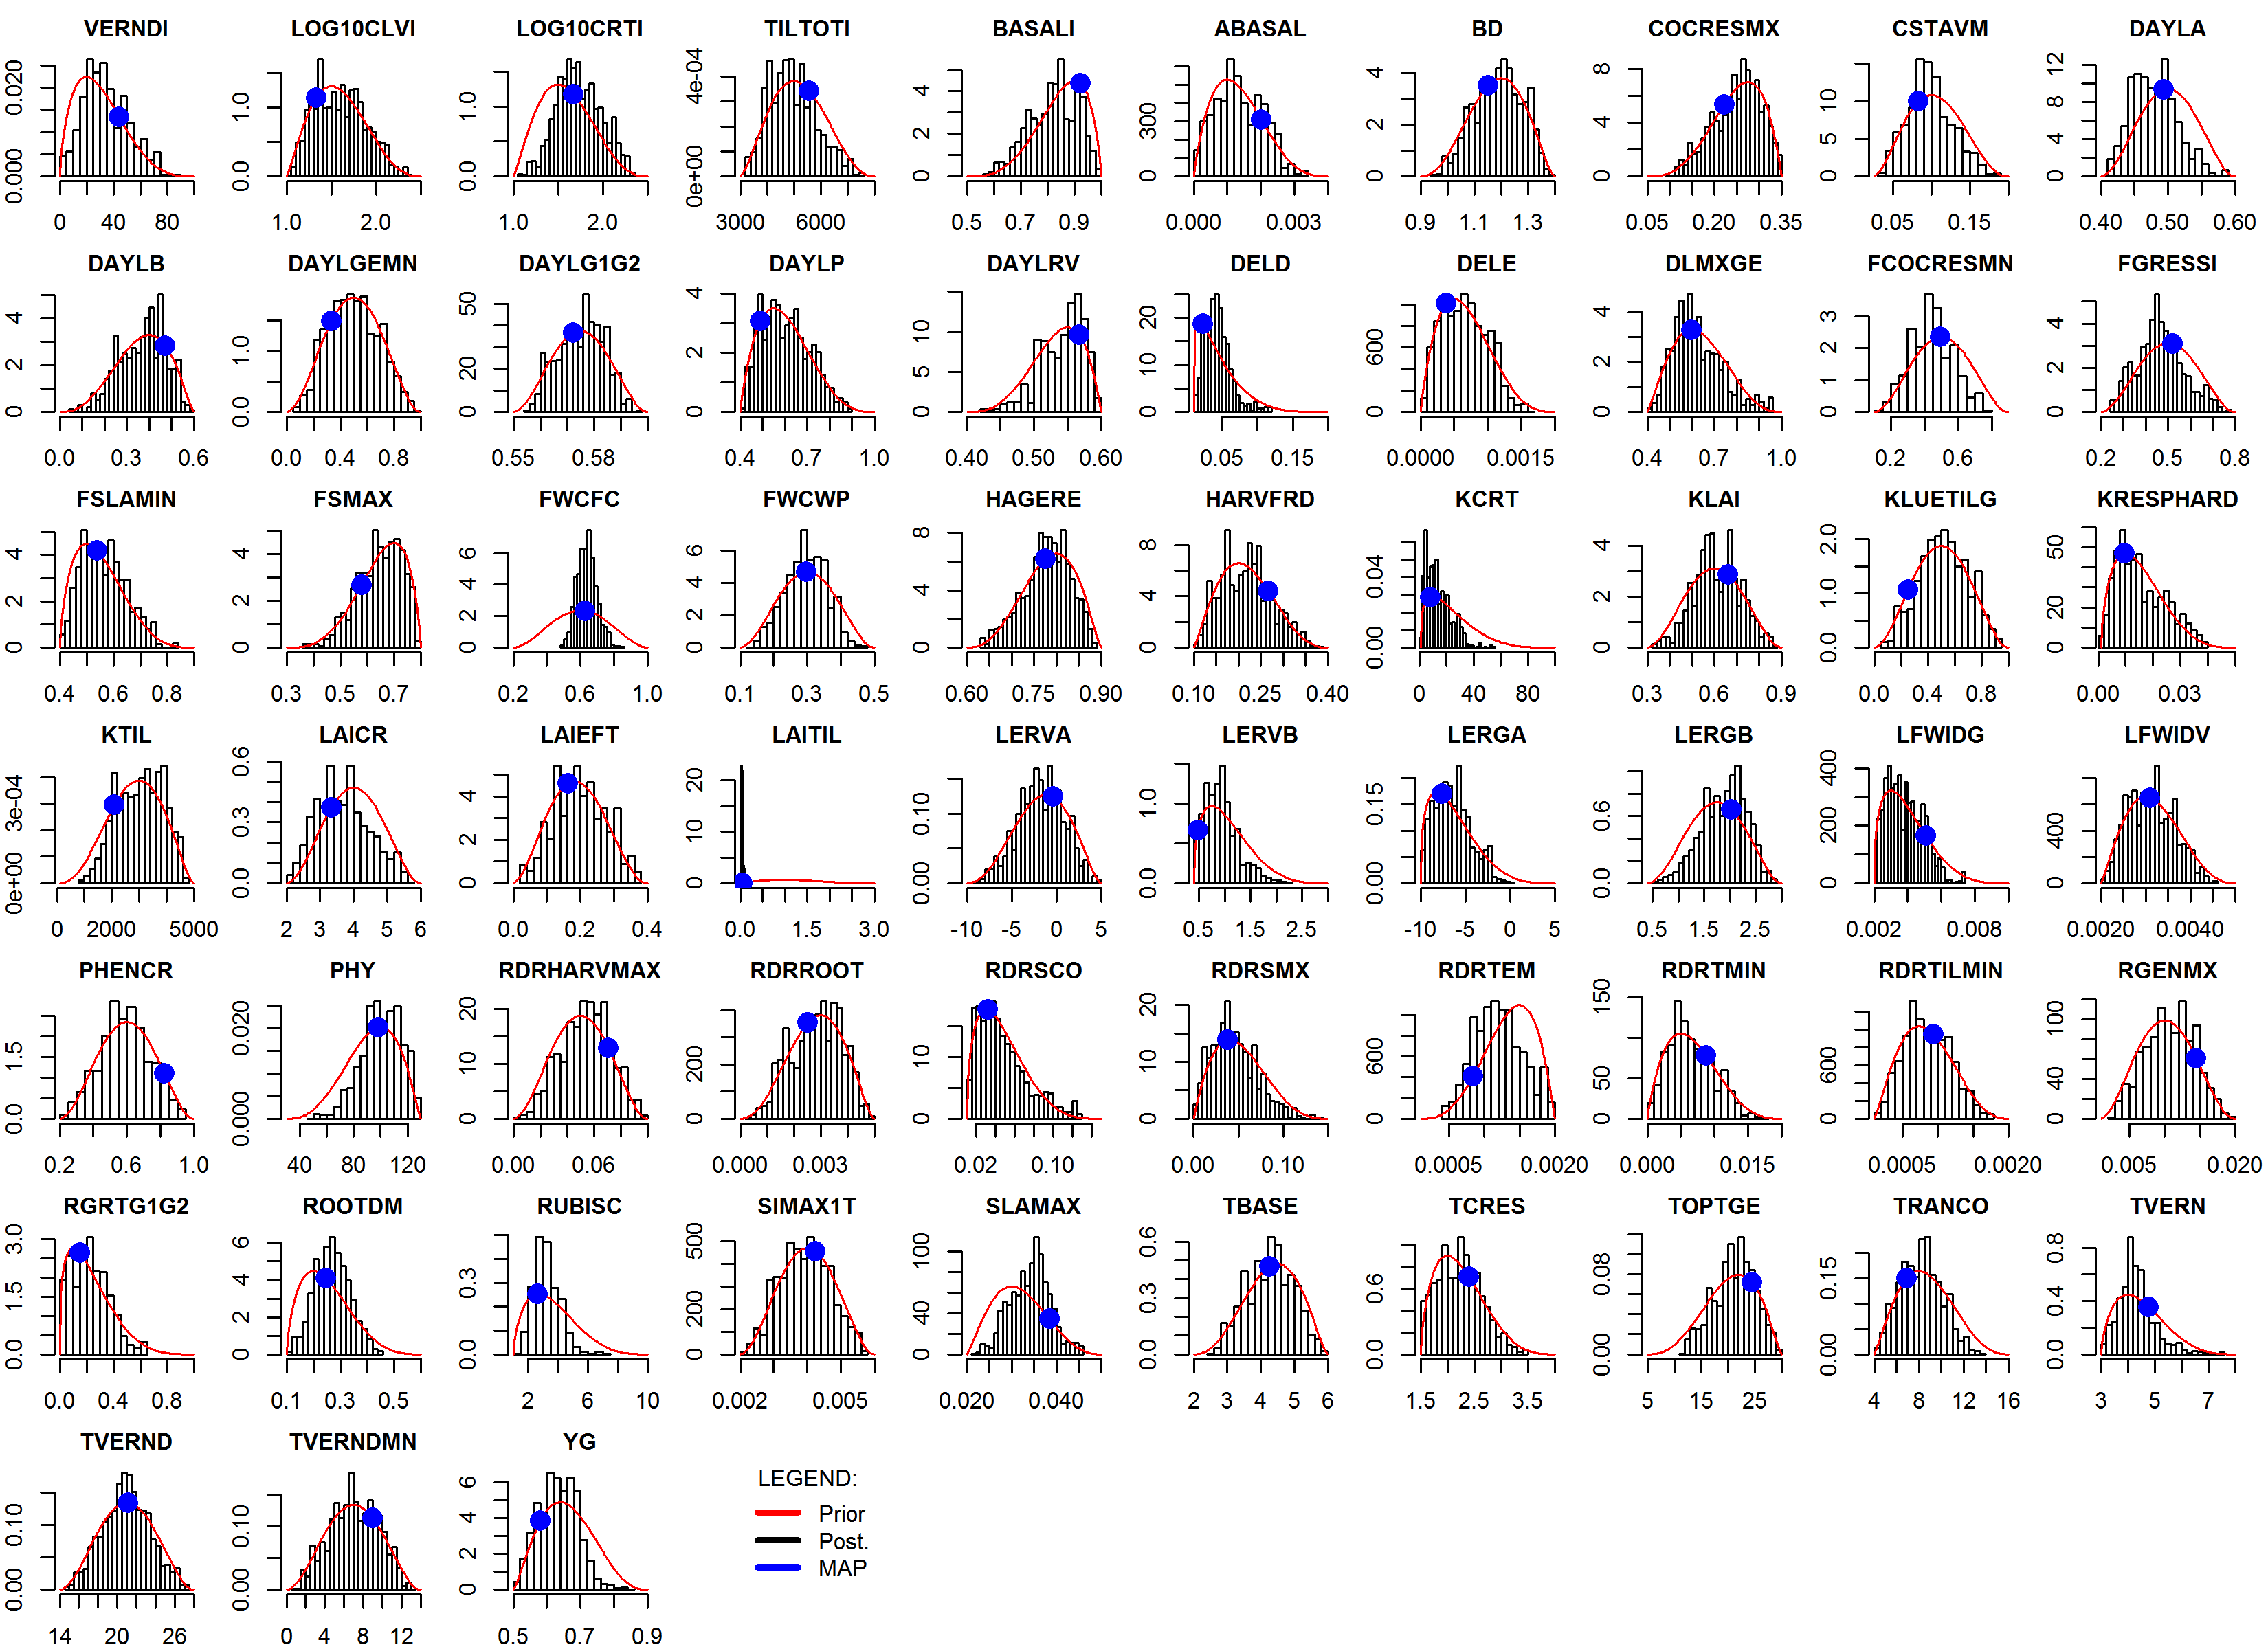 VERNDI LOG10CLVI LOG10CRTI TILTOTI BASALI ABASAL BD COCRESMX CSTAVM DAYLA
0.000 0.020 0.0 1.0 0.0 1.0 0e+00 4e-04 0 2 4 0 300 0 2 4 0 4 8 0 5 10 0 4 8 12
0 40 80 1.0 2.0 1.0 2.0 3000 6000 0.5 0.7 0.9 0.000 0.003 0.9 1.1 1.3 0.05 0.20 0.35 0.05 0.15 0.40 0.50 0.60
DAYLB DAYLGEMN DAYLG1G2 DAYLP DAYLRV DELD DELE DLMXGE FCOCRESMN FGRESSI
0 2 4 0.0 1.0 0 20 50 0 2 4 0 5 10 0 5 10 20 0 600 0 2 4 0 1 2 3 0 2 4
0.0 0.3 0.6 0.0 0.4 0.8 0.55 0.58 0.4 0.7 1.0 0.40 0.50 0.60 0.05 0.15 0.0000 0.0015 0.4 0.7 1.0 0.2 0.6 0.2 0.5 0.8
FSLAMIN FSMAX FWCFC FWCWP HAGERE HARVFRD KCRT KLAI KLUETILG KRESPHARD
0 2 4 0 2 4 0 2 4 6 0 2 4 6 0 4 8 0 4 8 0.00 0.04 0 2 4 0.0 1.0 2.0 0 20 50
0.4 0.6 0.8 0.3 0.5 0.7 0.2 0.6 1.0 0.1 0.3 0.5 0.60 0.75 0.90 0.10 0.25 0.40 0 40 80 0.3 0.6 0.9 0.0 0.4 0.8 0.00 0.03
KTIL LAICR LAIEFT LAITIL LERVA LERVB LERGA LERGB LFWIDG LFWIDV
0e+00 3e-04 0.0 0.3 0.6 0 2 4 0 5 10 20 0.00 0.10 0.0 1.0 0.00 0.15 0.0 0.6 0 200 400 0 400
0 2000 5000 2 3 4 5 6 0.0 0.2 0.4 0.0 1.5 3.0 -10 -5 0 5 0.5 1.5 2.5 -10 -5 0 5 0.5 1.5 2.5 0.002 0.008 0.0020 0.0040
PHENCR PHY RDRHARVMAX RDRROOT RDRSCO RDRSMX RDRTEM RDRTMIN RDRTILMIN RGENMX
0.0 1.5 0.000 0.020 0 10 20 0 200 0 10 0 10 20 0 600 0 50 150 0 600 0 40 100
0.2 0.6 1.0 40 80 120 0.00 0.06 0.000 0.003 0.02 0.10 0.00 0.10 0.0005 0.0020 0.000 0.015 0.0005 0.0020 0.005 0.020
RGRTG1G2 ROOTDM RUBISC SIMAX1T SLAMAX TBASE TCRES TOPTGE TRANCO TVERN
0.0 1.5 3.0 0 2 4 6 0.0 0.3 0 200 500 0 40 100 0.0 0.3 0.6 0.0 0.6 0.00 0.08 0.00 0.15 0.0 0.4 0.8
0.0 0.4 0.8 0.1 0.3 0.5 2 6 10 0.002 0.005 0.020 0.040 2 3 4 5 6 1.5 2.5 3.5 5 15 25 4 8 12 16 3 5 7
TVERND TVERNDMN YG
0.00 0.10 0.00 0.10 0 2 4 6
14 20 26 0 4 8 12 0.5 0.7 0.9
LEGEND:
Prior
Post.
MAP